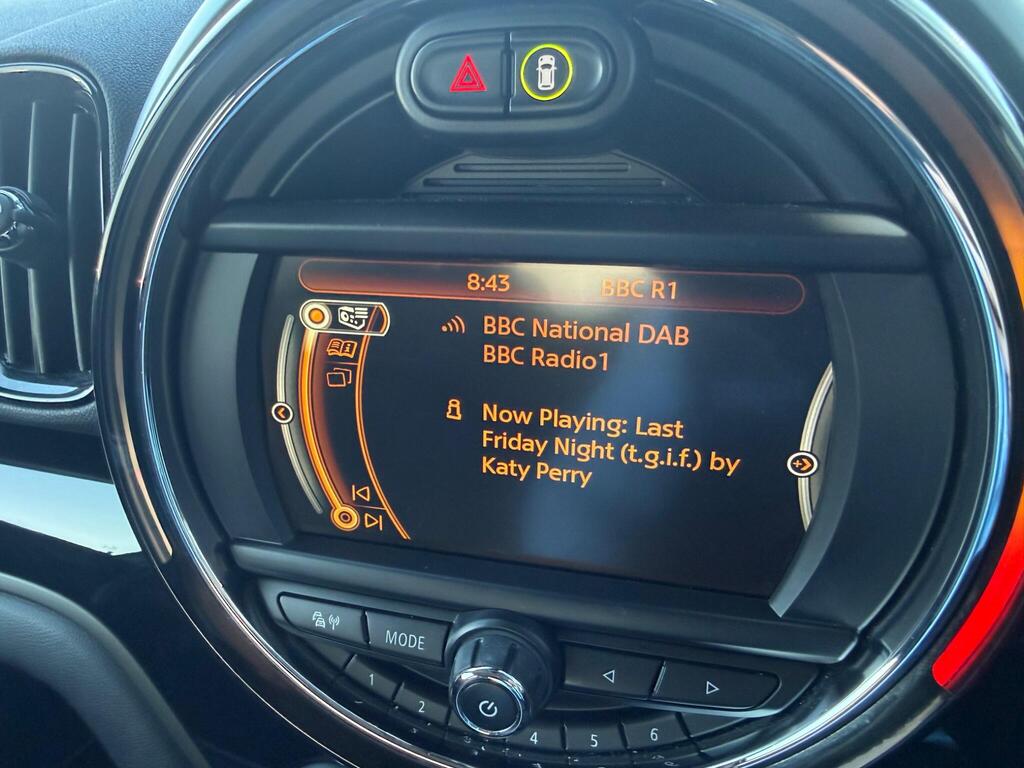 8:43 BBC R1
BBC National DAB
BBC Radio1
Now Playing: Last
Friday Night (t.g.i.f.) by
Katy Perry
MODE
1
2
4
5
6